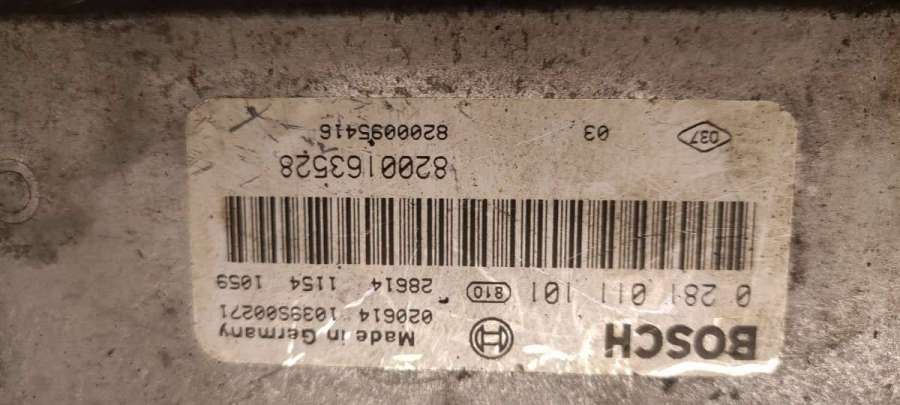 BOSCH
Made in Germany
020614 1039S00271
0 281 011 101 810 28614 1154 1059
8200163528
037 03 8200095416